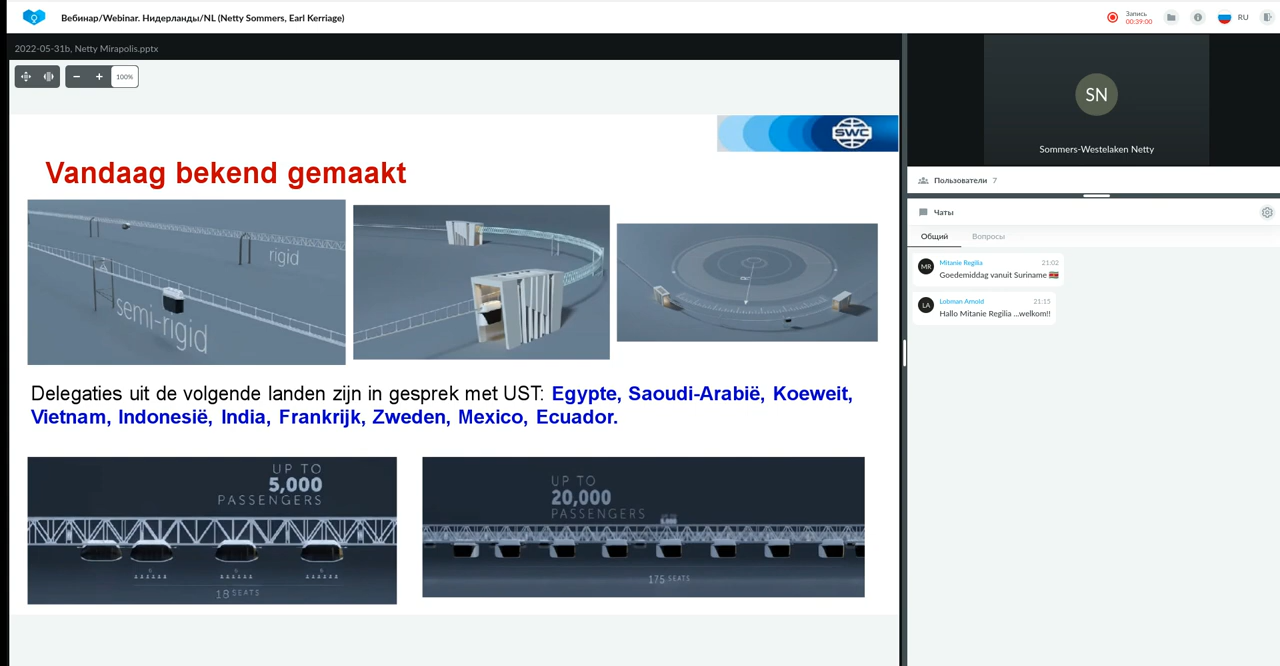 Вебинар/Webinar. Нидерланды/NL (Netty Sommers, Earl Kerriage)
Запись
00:39:00
RU
2022-05-31b, Netty Mirapolis.pptx
100%
SWC
Vandaag bekend gemaakt
rigid
semi-rigid
Delegaties uit de volgende landen zijn in gesprek met UST: Egypte, Saoudi-Arabië, Koeweit,
Vietnam, Indonesië, India, Frankrijk, Zweden, Mexico, Ecuador.
UP TO
5,000
PASSENGERS
18 SEATS
UP TO
20,000
PASSENGERS
175 SEATS
SN
Sommers-Westelaken Netty
Пользователи 7
Чаты
Общий Вопросы
MR
Mitanie Regilia 21:02
Goedemiddag vanuit Suriname 🇸🇷
LA
Lobman Arnold 21:15
Hallo Mitanie Regilia ...welkom!!